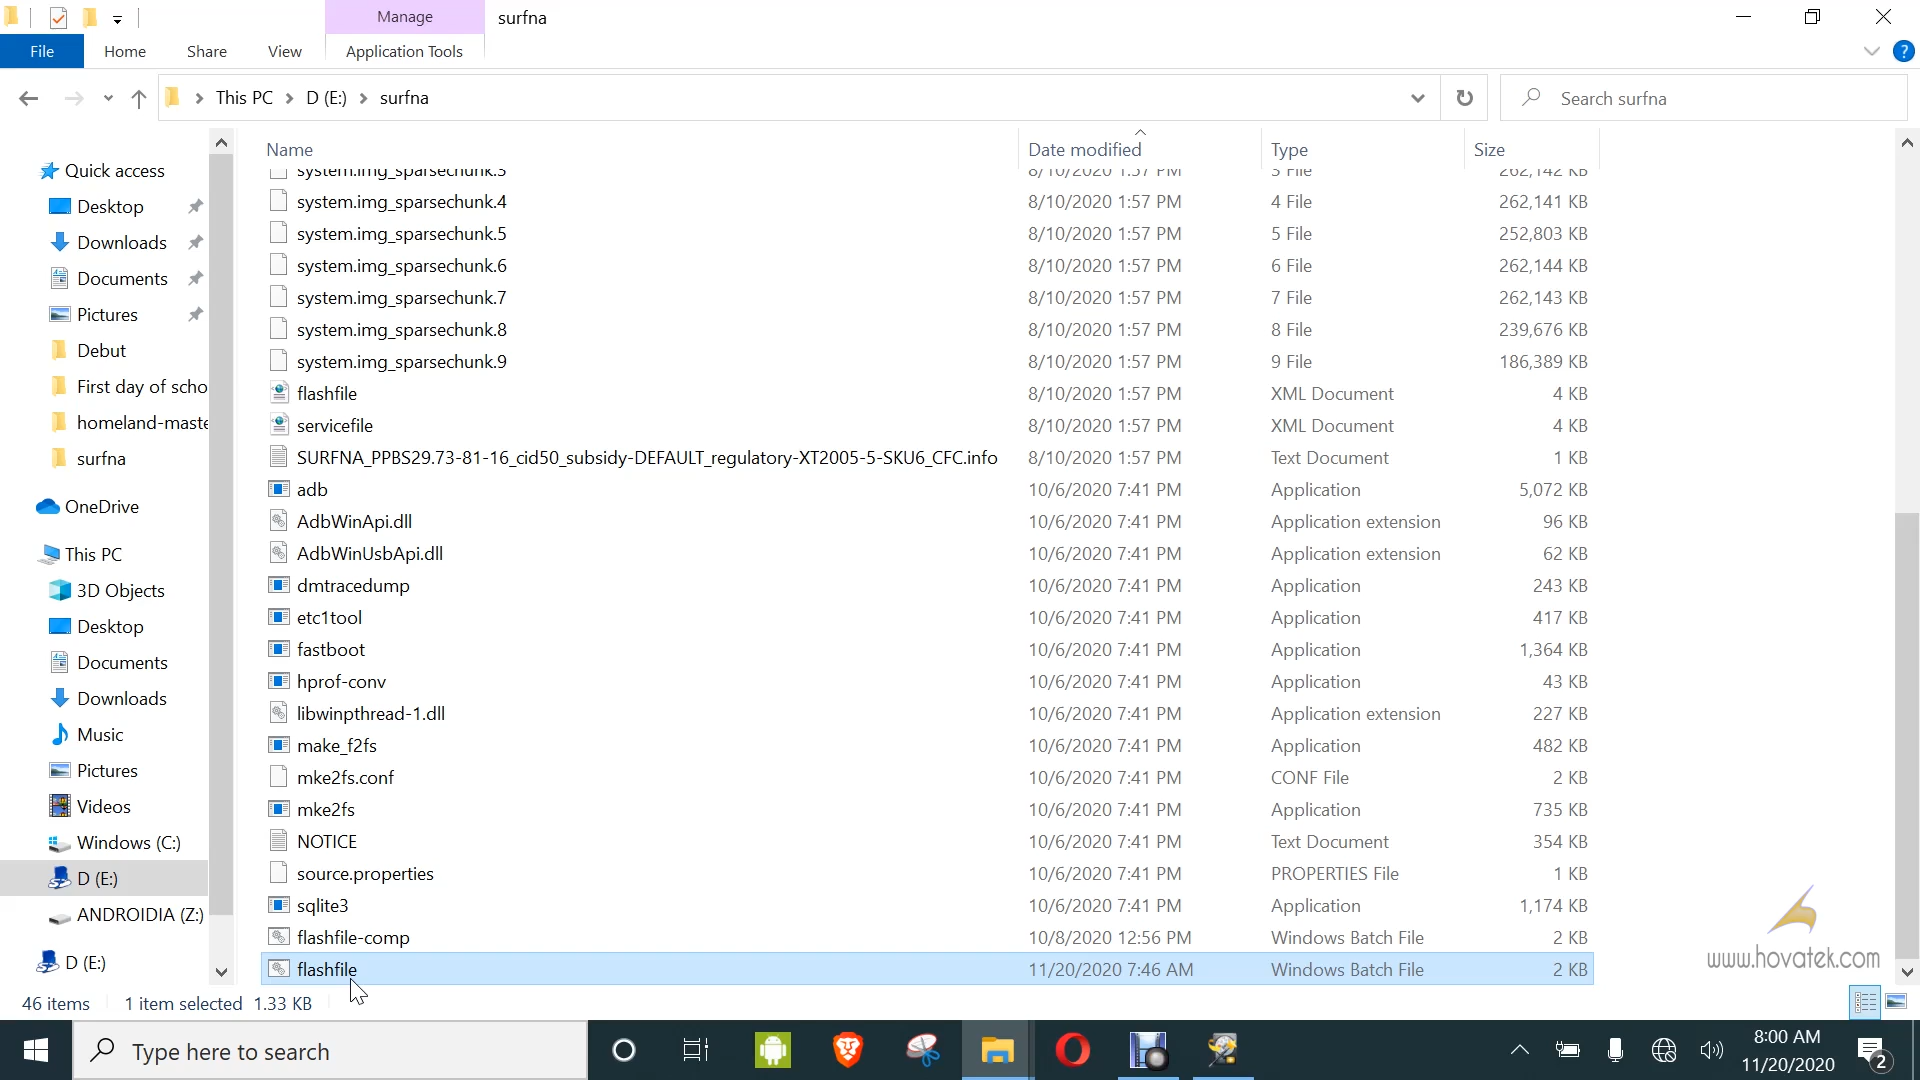 Manage
surfna
File
Home
Share
View
Application Tools
This PC
D (E:)
surfna
Search surfna
Name
Date modified
Type
Size
system.img_sparsechunk.3 8/10/2020 1:57 PM 3 File 262,142 KB
system.img_sparsechunk.4 8/10/2020 1:57 PM 4 File 262,141 KB
system.img_sparsechunk.5 8/10/2020 1:57 PM 5 File 252,803 KB
system.img_sparsechunk.6 8/10/2020 1:57 PM 6 File 262,144 KB
system.img_sparsechunk.7 8/10/2020 1:57 PM 7 File 262,143 KB
system.img_sparsechunk.8 8/10/2020 1:57 PM 8 File 239,676 KB
system.img_sparsechunk.9 8/10/2020 1:57 PM 9 File 186,389 KB
flashfile 8/10/2020 1:57 PM XML Document 4 KB
servicefile 8/10/2020 1:57 PM XML Document 4 KB
SURFNA_PPBS29.73-81-16_cid50_subsidy-DEFAULT_regulatory-XT2005-5-SKU6_CFC.info 8/10/2020 1:57 PM Text Document 1 KB
adb 10/6/2020 7:41 PM Application 5,072 KB
AdbWinApi.dll 10/6/2020 7:41 PM Application extension 96 KB
AdbWinUsbApi.dll 10/6/2020 7:41 PM Application extension 62 KB
dmtracedump 10/6/2020 7:41 PM Application 243 KB
etc1tool 10/6/2020 7:41 PM Application 417 KB
fastboot 10/6/2020 7:41 PM Application 1,364 KB
hprof-conv 10/6/2020 7:41 PM Application 43 KB
libwinpthread-1.dll 10/6/2020 7:41 PM Application extension 227 KB
make_f2fs 10/6/2020 7:41 PM Application 482 KB
mke2fs.conf 10/6/2020 7:41 PM CONF File 2 KB
mke2fs 10/6/2020 7:41 PM Application 735 KB
NOTICE 10/6/2020 7:41 PM Text Document 354 KB
source.properties 10/6/2020 7:41 PM PROPERTIES File 1 KB
sqlite3 10/6/2020 7:41 PM Application 1,174 KB
flashfile-comp 10/8/2020 12:56 PM Windows Batch File 2 KB
flashfile 11/20/2020 7:46 AM Windows Batch File 2 KB
Quick access
Desktop
Downloads
Documents
Pictures
Debut
First day of scho
homeland-maste
surfna
OneDrive
This PC
3D Objects
Desktop
Documents
Downloads
Music
Pictures
Videos
Windows (C:)
D (E:)
ANDROIDIA (Z:)
D (E:)
www.hovatek.com
46 items
1 item selected 1.33 KB
Type here to search
8:00 AM
11/20/2020
2